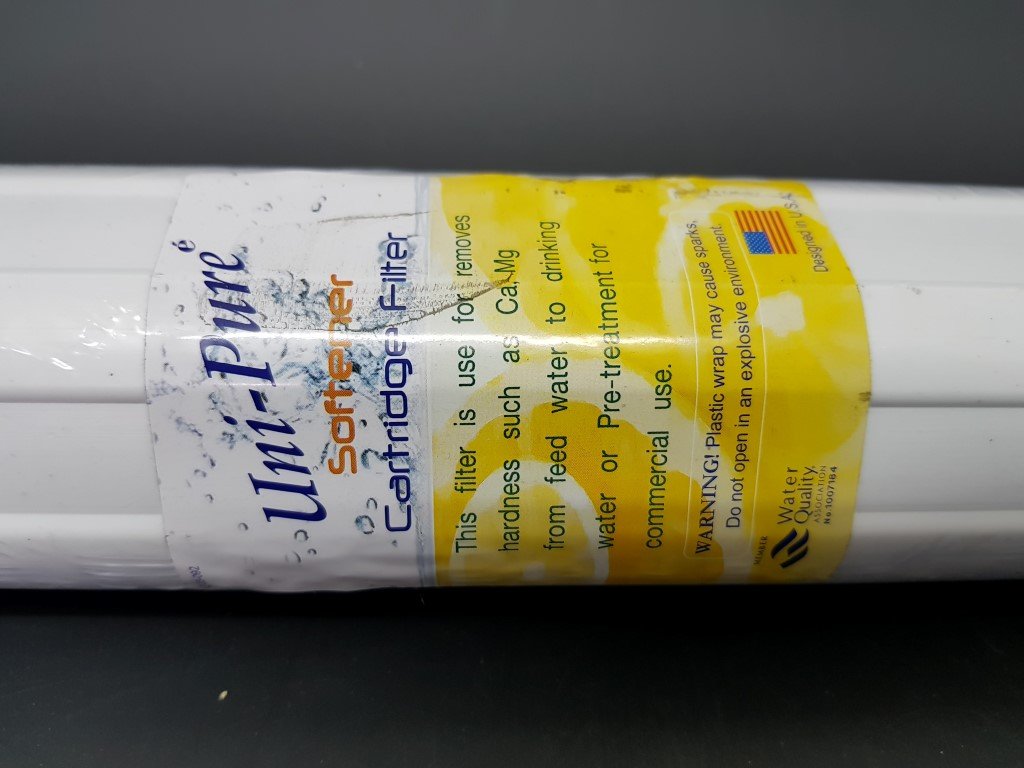 Uni-Pure é
Softener
Cartridge Filter
This filter is use for removes
hardness such as Ca,Mg
from feed water to drinking
water or Pre-treatment for
commercial use.
WARNING! Plastic wrap may cause sparks.
Do not open in an explosive environment.
MEMBER
Water
Quality
ASSOCIATION
No.1007164
Designed in U.S.A